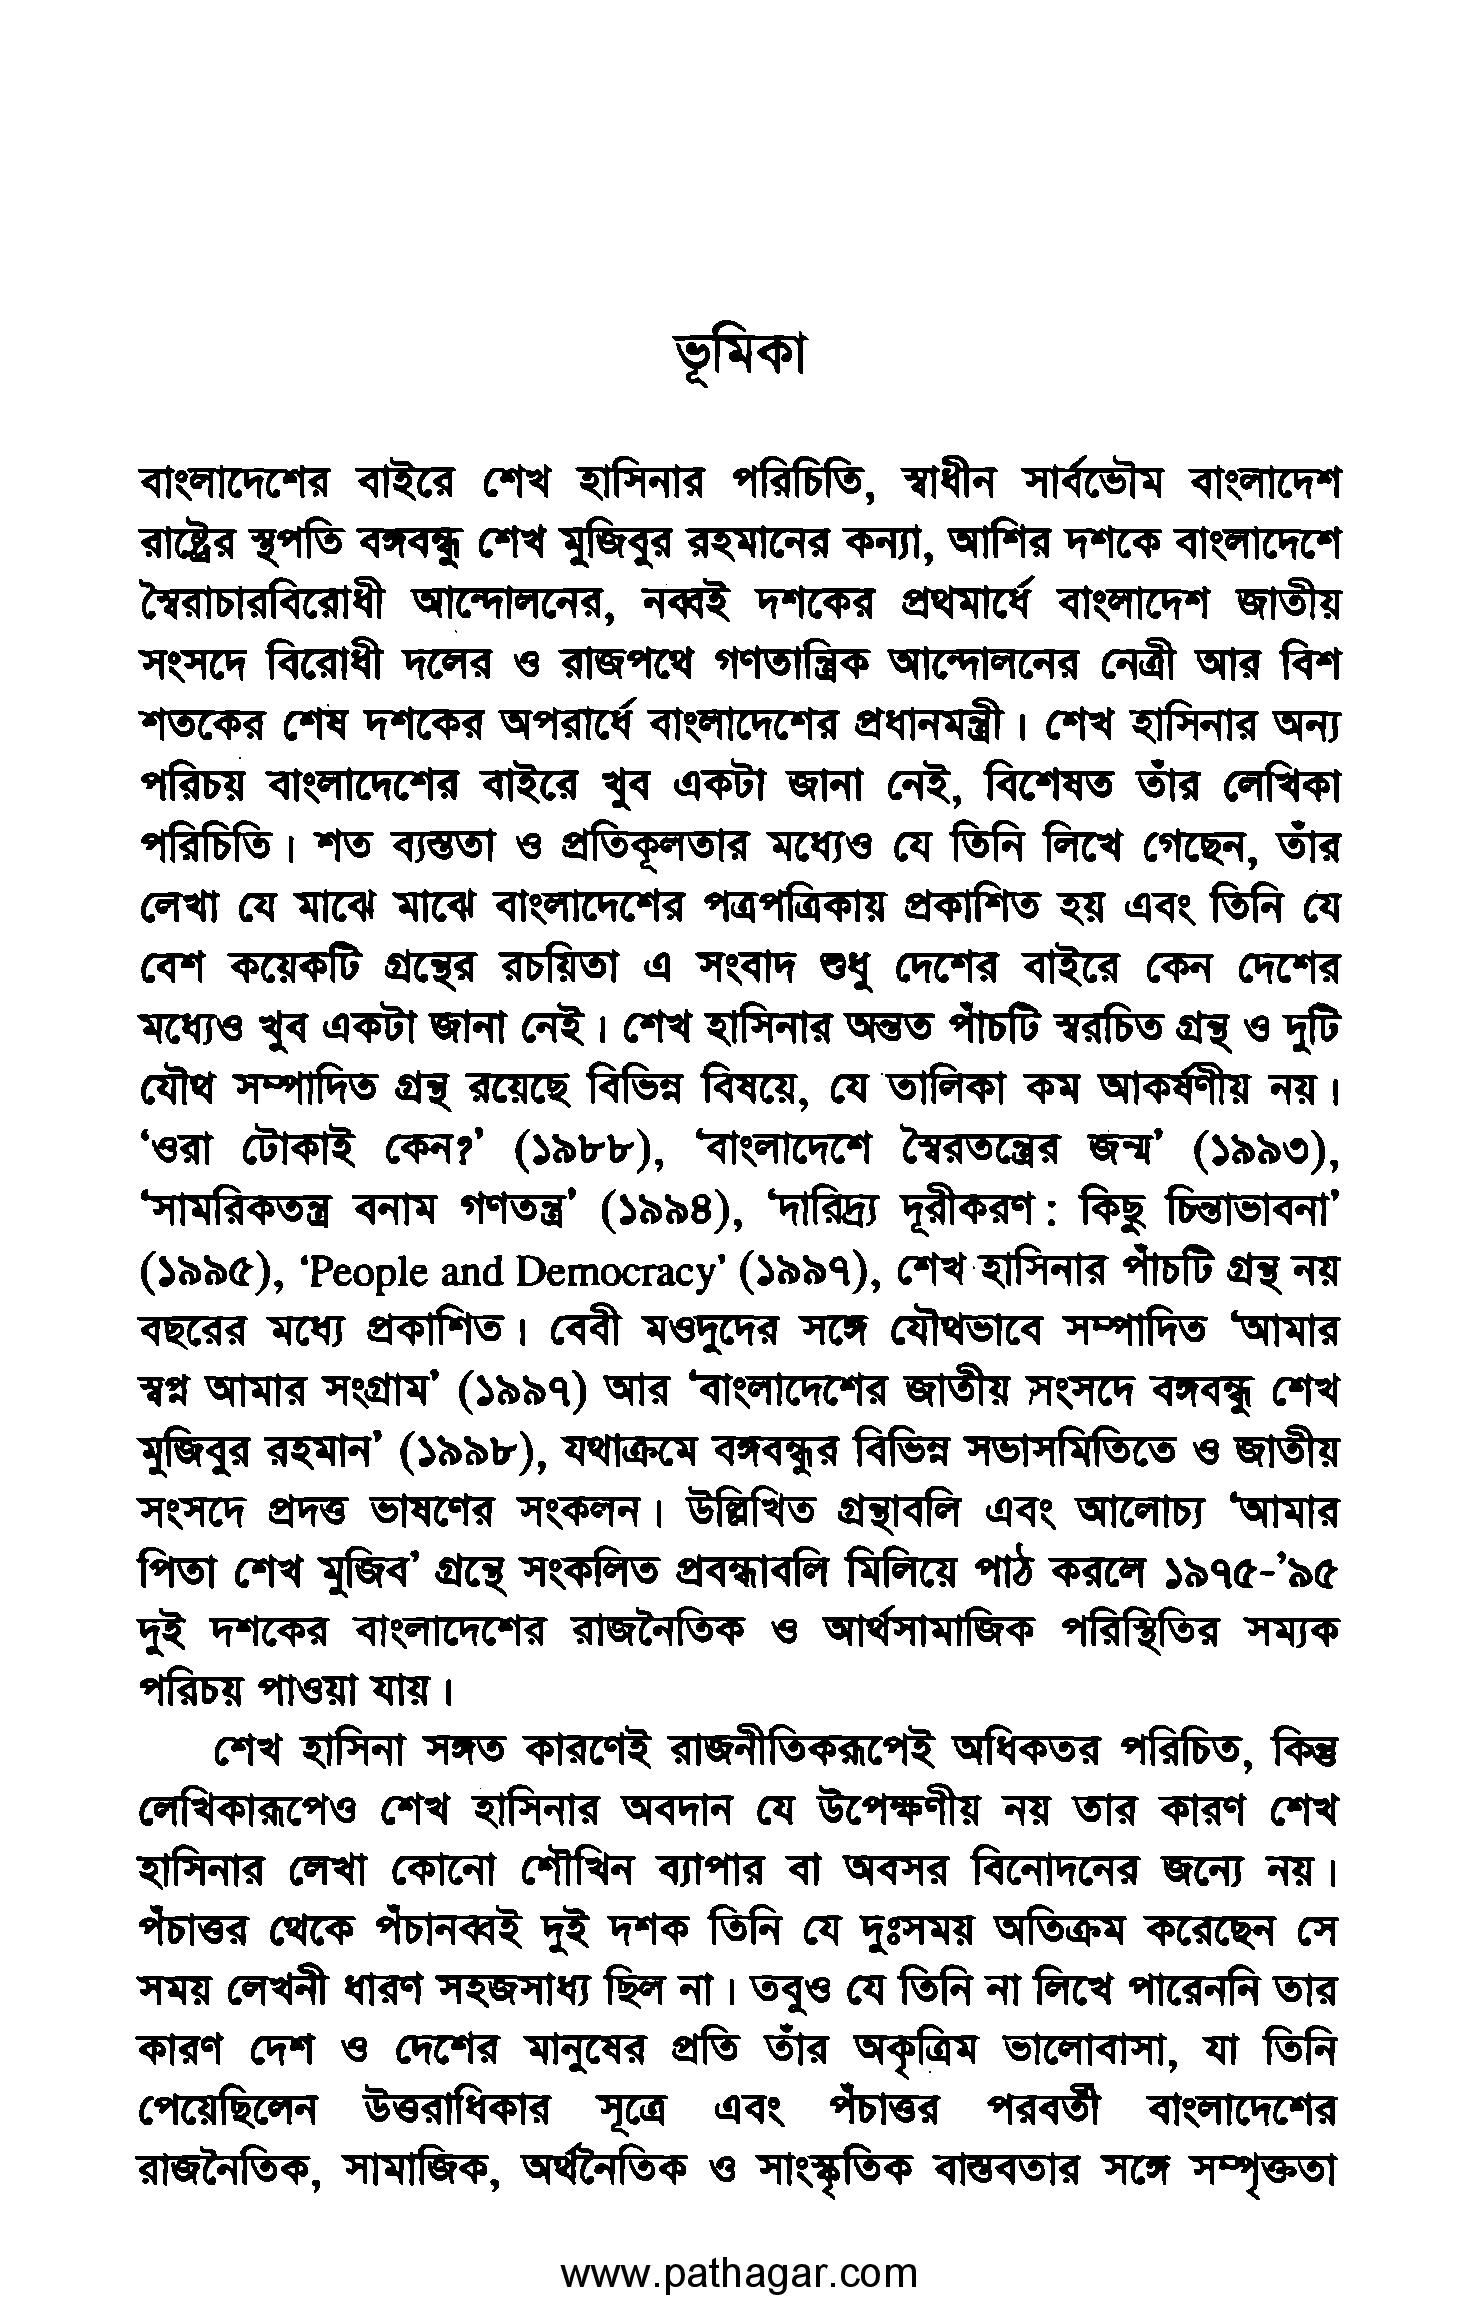 ভূমিকা
বাংলাদেশের বাইরে শেখ হাসিনার পরিচিতি, স্বাধীন সার্বভৌম বাংলাদেশ
রাষ্ট্রের স্থপতি বঙ্গবন্ধু শেখ মুজিবুর রহমানের কন্যা, আশির দশকে বাংলাদেশে
স্বৈরাচারবিরোধী আন্দোলনের, নব্বই দশকের প্রথমার্ধে বাংলাদেশ জাতীয়
সংসদে বিরোধী দলের ও রাজপথে গণতান্ত্রিক আন্দোলনের নেত্রী আর বিশ
শতকের শেষ দশকের অপরার্ধে বাংলাদেশের প্রধানমন্ত্রী। শেখ হাসিনার অন্য
পরিচয় বাংলাদেশের বাইরে খুব একটা জানা নেই, বিশেষত তাঁর লেখিকা
পরিচিতি। শত ব্যস্ততা ও প্রতিকূলতার মধ্যেও যে তিনি লিখে গেছেন, তাঁর
লেখা যে মাঝে মাঝে বাংলাদেশের পত্রপত্রিকায় প্রকাশিত হয় এবং তিনি যে
বেশ কয়েকটি গ্রন্থের রচয়িতা এ সংবাদ শুধু দেশের বাইরে কেন দেশের
মধ্যেও খুব একটা জানা নেই। শেখ হাসিনার অন্তত পাঁচটি স্বরচিত গ্রন্থ ও দুটি
যৌথ সম্পাদিত গ্রন্থ রয়েছে বিভিন্ন বিষয়ে, যে তালিকা কম আকর্ষণীয় নয়।
‘ওরা টোকাই কেন?’ (১৯৮৮), ‘বাংলাদেশে স্বৈরতন্ত্রের জন্ম’ (১৯৯৩),
‘সামরিকতন্ত্র বনাম গণতন্ত্র’ (১৯৯৪), ‘দারিদ্র্য দূরীকরণ : কিছু চিন্তাভাবনা’
(১৯৯৫), ‘People and Democracy’ (১৯৯৭), শেখ হাসিনার পাঁচটি গ্রন্থ নয়
বছরের মধ্যে প্রকাশিত। বেবী মওদুদের সঙ্গে যৌথভাবে সম্পাদিত ‘আমার
স্বপ্ন আমার সংগ্রাম’ (১৯৯৭) আর ‘বাংলাদেশের জাতীয় সংসদে বঙ্গবন্ধু শেখ
মুজিবুর রহমান’ (১৯৯৮), যথাক্রমে বঙ্গবন্ধুর বিভিন্ন সভাসমিতিতে ও জাতীয়
সংসদে প্রদত্ত ভাষণের সংকলন। উল্লিখিত গ্রন্থাবলি এবং আলোচ্য ‘আমার
পিতা শেখ মুজিব’ গ্রন্থে সংকলিত প্রবন্ধাবলি মিলিয়ে পাঠ করলে ১৯৭৫-’৯৫
দুই দশকের বাংলাদেশের রাজনৈতিক ও আর্থসামাজিক পরিস্থিতির সম্যক
পরিচয় পাওয়া যায়।
শেখ হাসিনা সঙ্গত কারণেই রাজনীতিকরূপেই অধিকতর পরিচিত, কিন্তু
লেখিকারূপেও শেখ হাসিনার অবদান যে উপেক্ষণীয় নয় তার কারণ শেখ
হাসিনার লেখা কোনো শৌখিন ব্যাপার বা অবসর বিনোদনের জন্যে নয়।
পঁচাত্তর থেকে পঁচানব্বই দুই দশক তিনি যে দুঃসময় অতিক্রম করেছেন সে
সময় লেখনী ধারণ সহজসাধ্য ছিল না। তবুও যে তিনি না লিখে পারেননি তার
কারণ দেশ ও দেশের মানুষের প্রতি তাঁর অকৃত্রিম ভালোবাসা, যা তিনি
পেয়েছিলেন উত্তরাধিকার সূত্রে এবং পঁচাত্তর পরবর্তী বাংলাদেশের
রাজনৈতিক, সামাজিক, অর্থনৈতিক ও সাংস্কৃতিক বাস্তবতার সঙ্গে সম্পৃক্ততা
www.pathagar.com